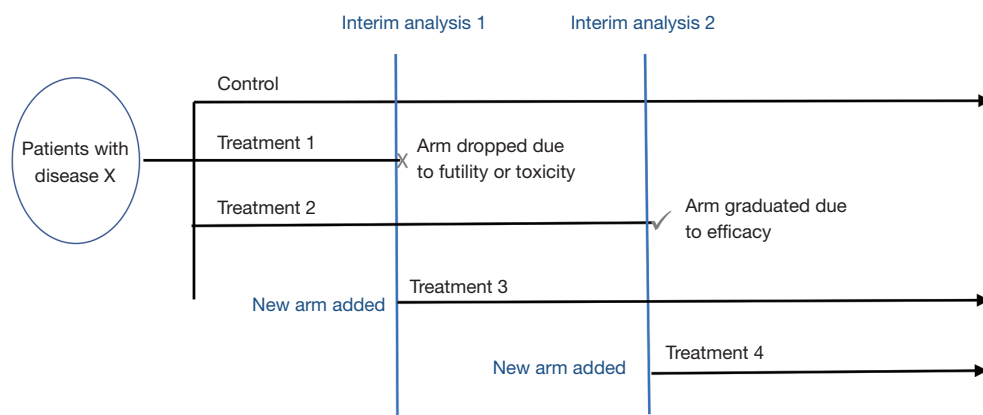 Interim analysis 1
Interim analysis 2
Control
Patients with
disease X
Treatment 1
Arm dropped due
to futility or toxicity
Treatment 2
Arm graduated due
to efficacy
Treatment 3
New arm added
Treatment 4
New arm added